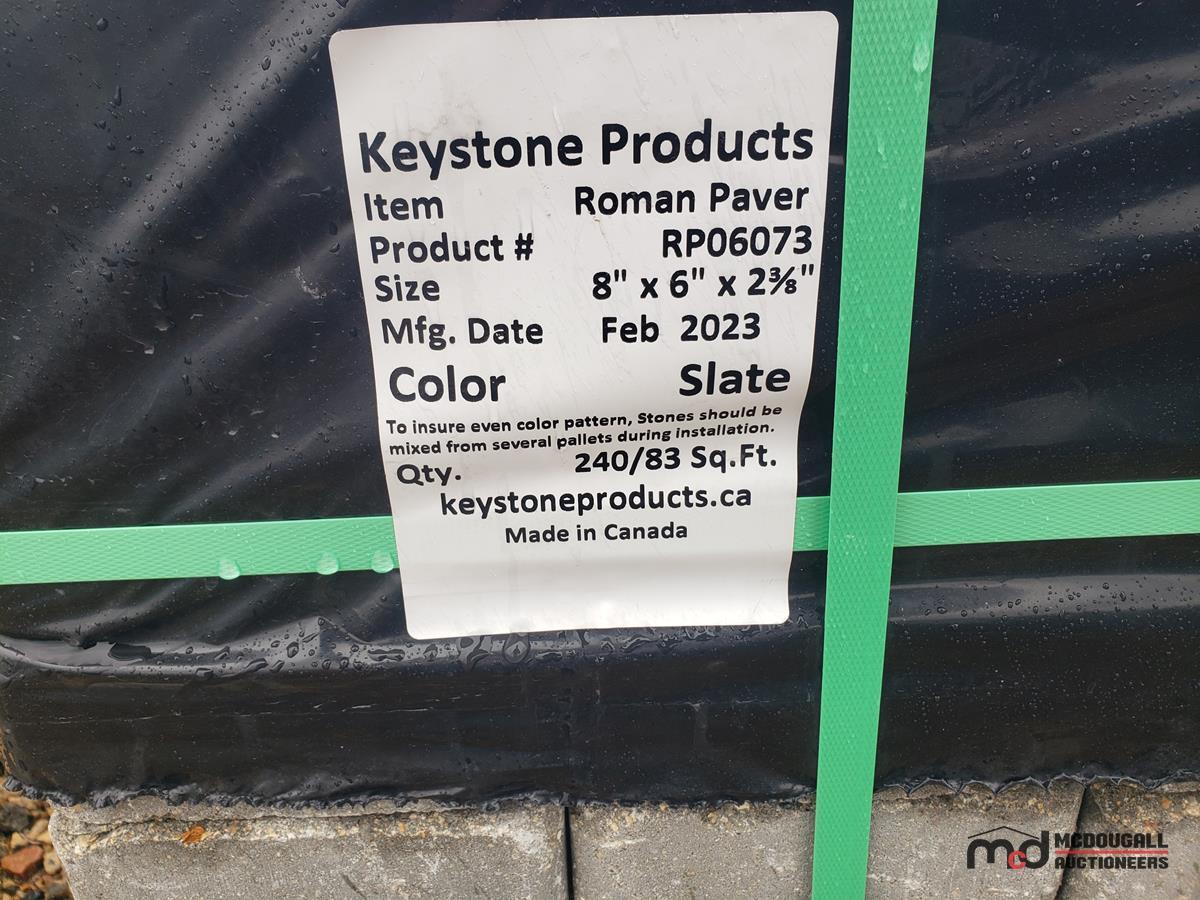 Keystone Products
Item Roman Paver
Product # RP06073
Size 8" x 6" x 2⅜"
Mfg. Date Feb 2023
Color Slate
To insure even color pattern, Stones should be
mixed from several pallets during installation.
Qty. 240/83 Sq.Ft.
keystoneproducts.ca
Made in Canada
mcd MCDOUGALL
AUCTIONEERS